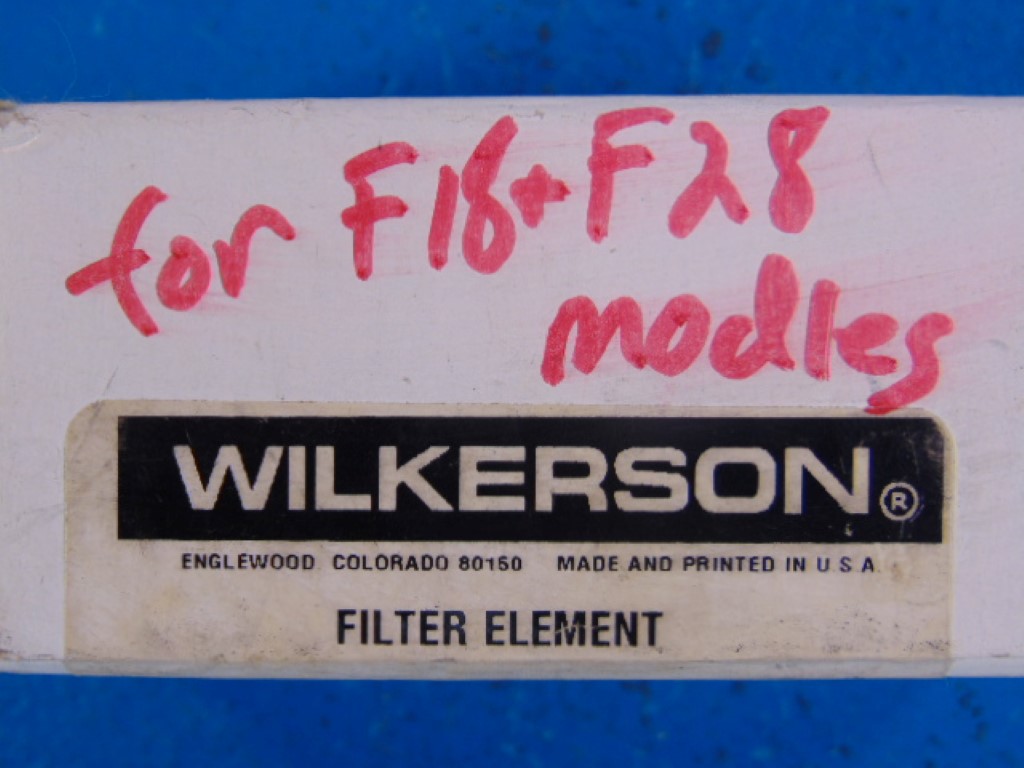 for F18+F28
modles
WILKERSON®
ENGLEWOOD COLORADO 80150 MADE AND PRINTED IN U S A
FILTER ELEMENT